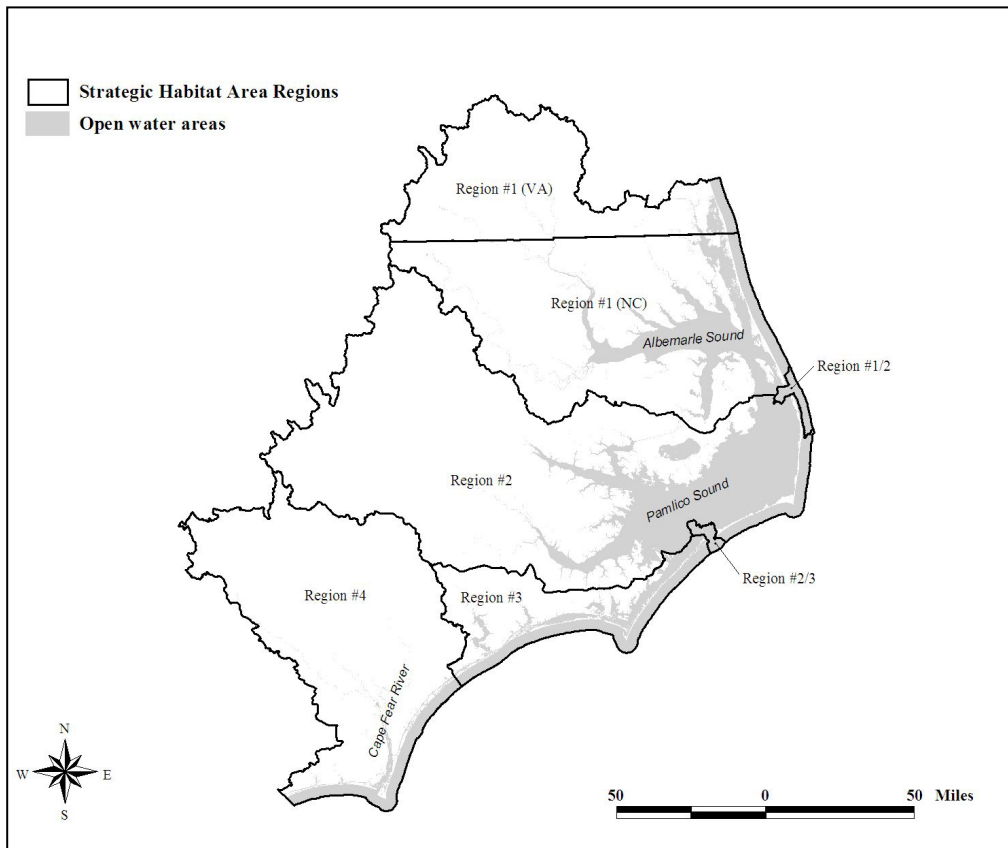 Strategic Habitat Area Regions
Open water areas
Region #1 (VA)
Region #1 (NC)
Albemarle Sound
Region #1/2
Region #2
Pamlico Sound
Region #2/3
Region #4
Region #3
Cape Fear River
N
W
E
S
50
0
50
Miles